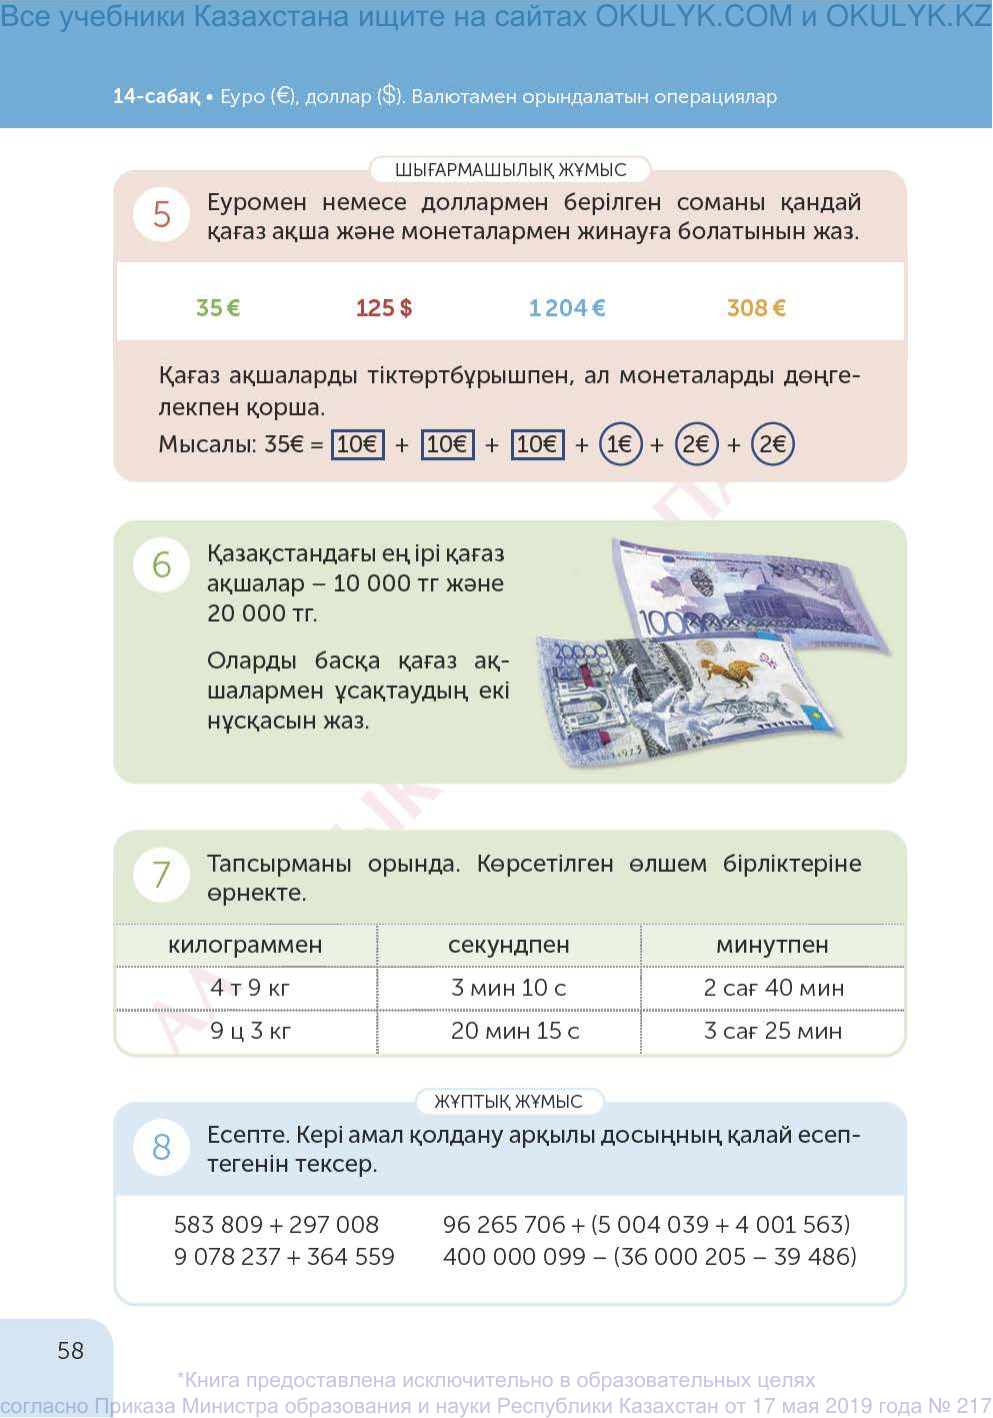 Все учебники Казахстана ищите на сайтах OKULYK.COM и OKULYK.KZ
14-сабақ • Еуро (€), доллар ($). Валютамен орындалатын операциялар
ШЫҒАРМАШЫЛЫҚ ЖҰМЫС
5
Еуромен немесе доллармен берілген соманы қандай
қағаз ақша және монеталармен жинауға болатынын жаз.
35 € 125 $ 1 204 € 308 €
Қағаз ақшаларды тіктөртбұрышпен, ал монеталарды дөңге-
лекпен қорша.
Мысалы: 35€ = 10€ + 10€ + 10€ + 1€ + 2€ + 2€
6
Қазақстандағы ең ірі қағаз
ақшалар – 10 000 тг және
20 000 тг.
Оларды басқа қағаз ақ-
шалармен ұсақтаудың екі
нұсқасын жаз.
7
Тапсырманы орында. Көрсетілген өлшем бірліктеріне
өрнекте.
килограммен секундпен минутпен
4 т 9 кг 3 мин 10 с 2 сағ 40 мин
9 ц 3 кг 20 мин 15 с 3 сағ 25 мин
ЖҰПТЫҚ ЖҰМЫС
8
Есепте. Кері амал қолдану арқылы досыңның қалай есеп-
тегенін тексер.
583 809 + 297 008 96 265 706 + (5 004 039 + 4 001 563)
9 078 237 + 364 559 400 000 099 – (36 000 205 – 39 486)
58
*Книга предоставлена исключительно в образовательных целях
согласно Приказа Министра образования и науки Республики Казахстан от 17 мая 2019 года № 217